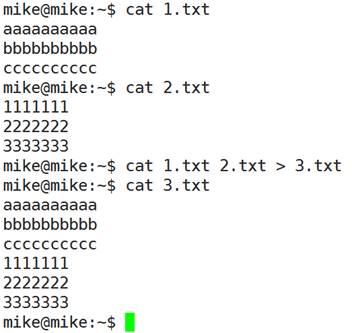 mike@mike:~$ cat 1.txt
aaaaaaaaaa
bbbbbbbbbb
cccccccccc
mike@mike:~$ cat 2.txt
1111111
2222222
3333333
mike@mike:~$ cat 1.txt 2.txt > 3.txt
mike@mike:~$ cat 3.txt
aaaaaaaaaa
bbbbbbbbbb
cccccccccc
1111111
2222222
3333333
mike@mike:~$